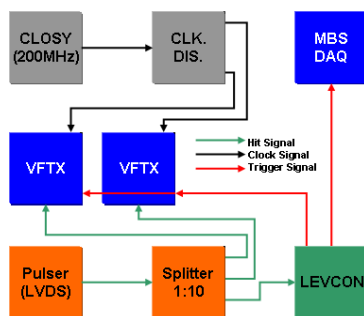 CLOSY
(200MHz)
CLK.
DIS.
MBS
DAQ
VFTX
VFTX
Hit Signal
Clock Signal
Trigger Signal
Pulser
(LVDS)
Splitter
1:10
LEVCON